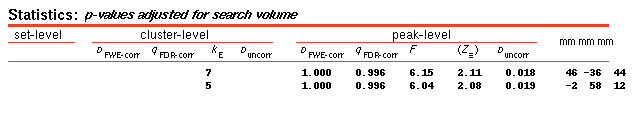 Statistics: p-values adjusted for search volume
set-level cluster-level peak-level mm mm mm
p FWE-corr q FDR-corr k E p uncorr p FWE-corr q FDR-corr F (Z≡) p uncorr
7 1.000 0.996 6.15 2.11 0.018 46 -36 44
5 1.000 0.996 6.04 2.08 0.019 -2 58 12